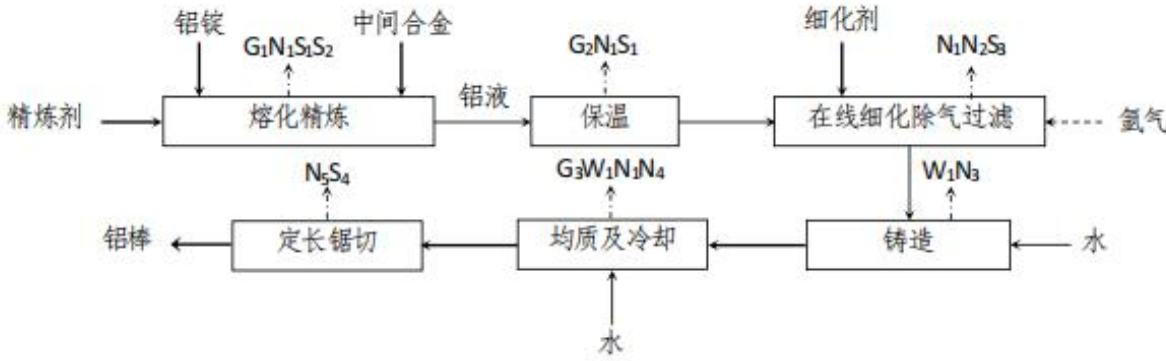 铝锭
中间合金
细化剂
G₁N₁S₁S₂
G₂N₁S₁
N₁N₂S₃
精炼剂
熔化精炼
铝液
保温
在线细化除气过滤
氩气
N₅S₄
G₃W₁N₁N₄
W₁N₃
铝棒
定长锯切
均质及冷却
铸造
水
水